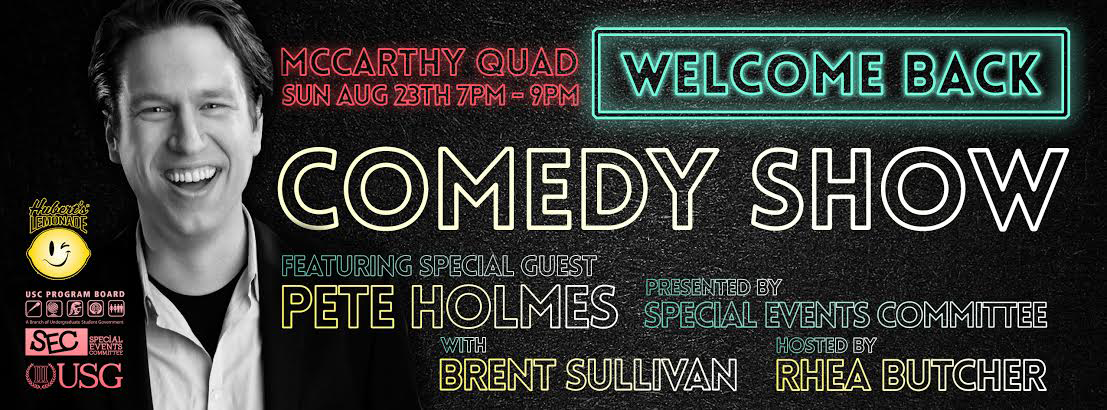 MCCARTHY QUAD
SUN AUG 23TH 7PM - 9PM
WELCOME BACK
COMEDY SHOW
FEATURING SPECIAL GUEST
PETE HOLMES
PRESENTED BY
SPECIAL EVENTS COMMITTEE
WITH
BRENT SULLIVAN
HOSTED BY
RHEA BUTCHER
Hubert's
LEMONADE
USC PROGRAM BOARD
A Branch of Undergraduate Student Government
SEC SPECIAL
EVENTS
COMMITTEE
USG